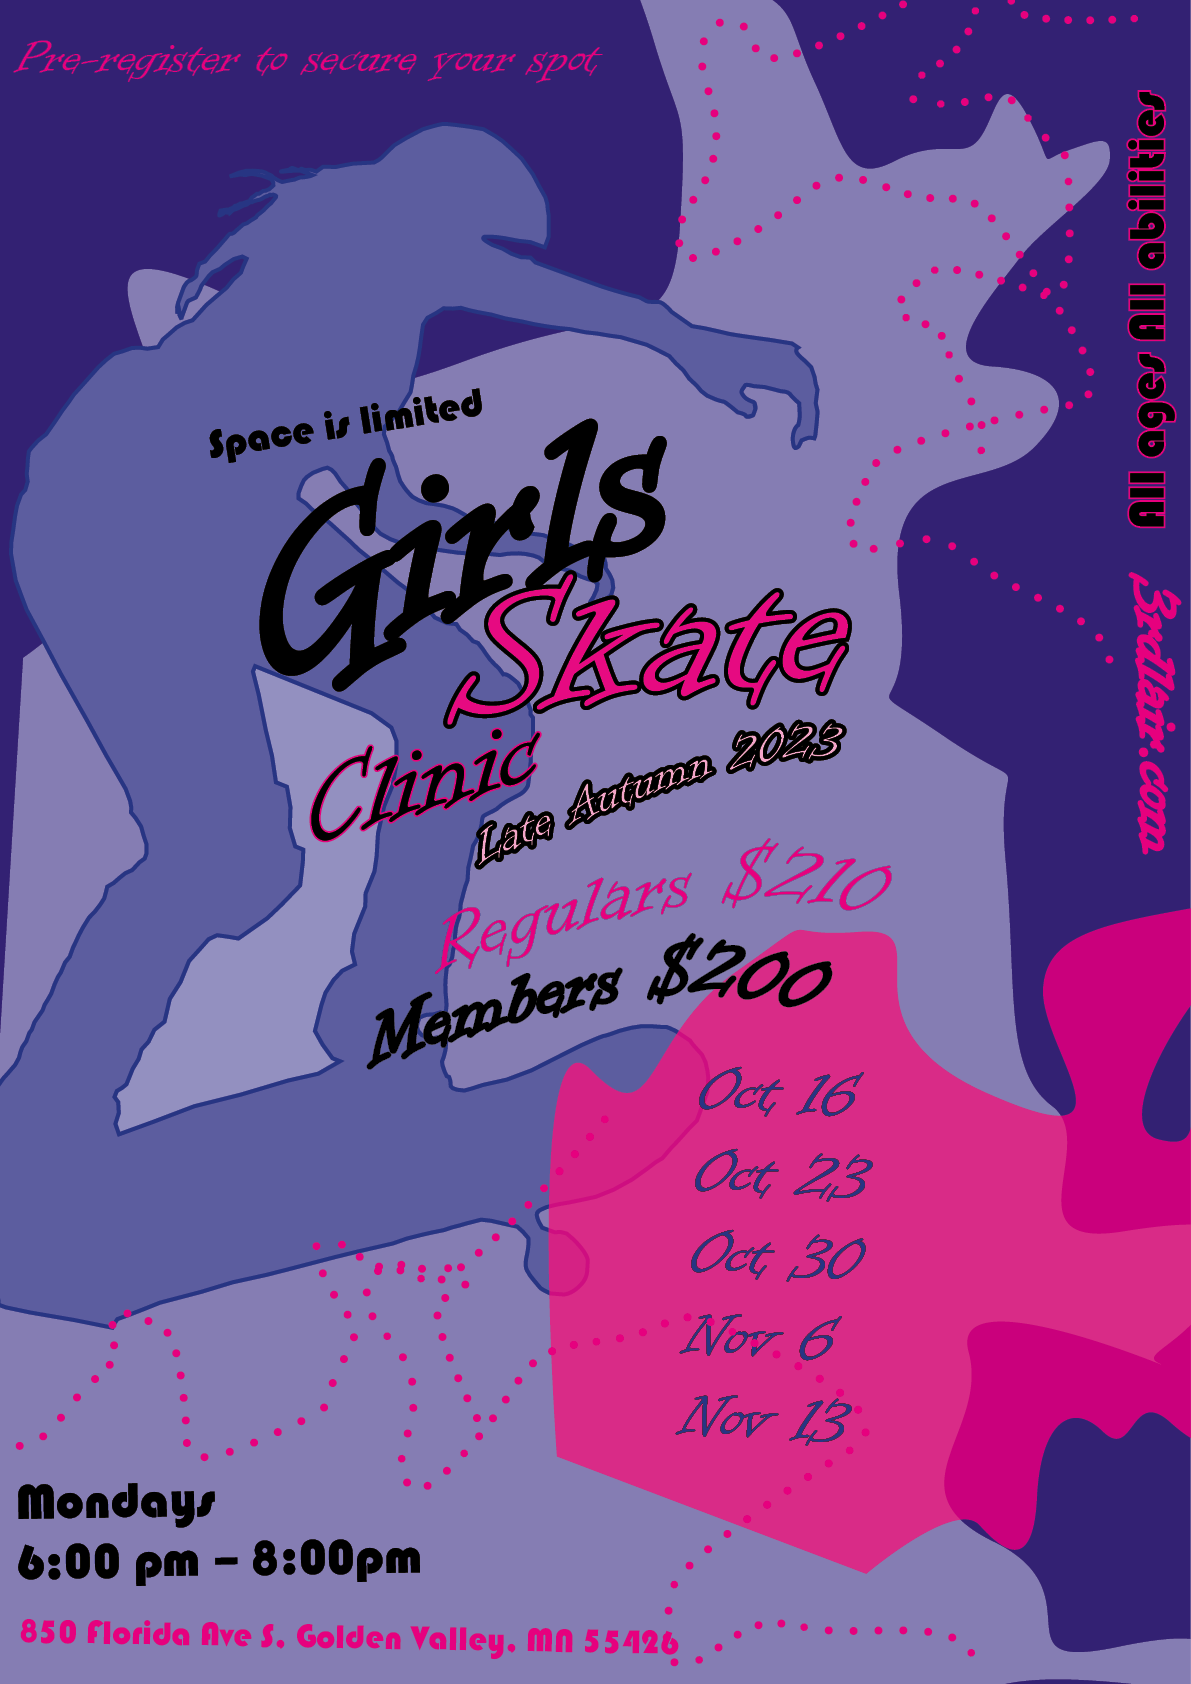 Pre-register to secure your spot
All ages All abilities
Space is limited
Girls
Skate
Clinic
Late Autumn 2023
3rdlair.com
Regulars $210
Members $200
Oct 16
Oct 23
Oct 30
Nov 6
Nov 13
Mondays
6:00 pm – 8:00pm
850 Florida Ave S, Golden Valley, MN 55426